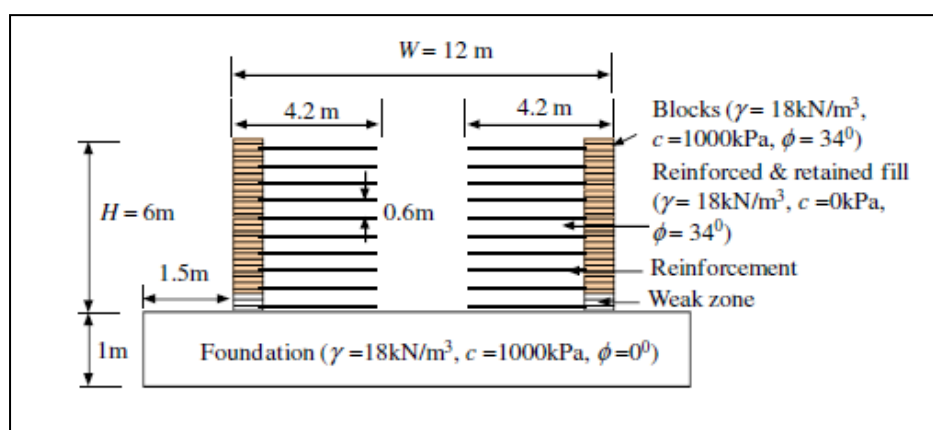 W = 12 m
4.2 m
4.2 m
Blocks (γ = 18kN/m³,
c =1000kPa, ϕ = 34⁰)
Reinforced & retained fill
(γ = 18kN/m³, c =0kPa,
ϕ = 34⁰)
H = 6m
0.6m
Reinforcement
1.5m
Weak zone
1m
Foundation (γ =18kN/m³, c =1000kPa, ϕ =0⁰)